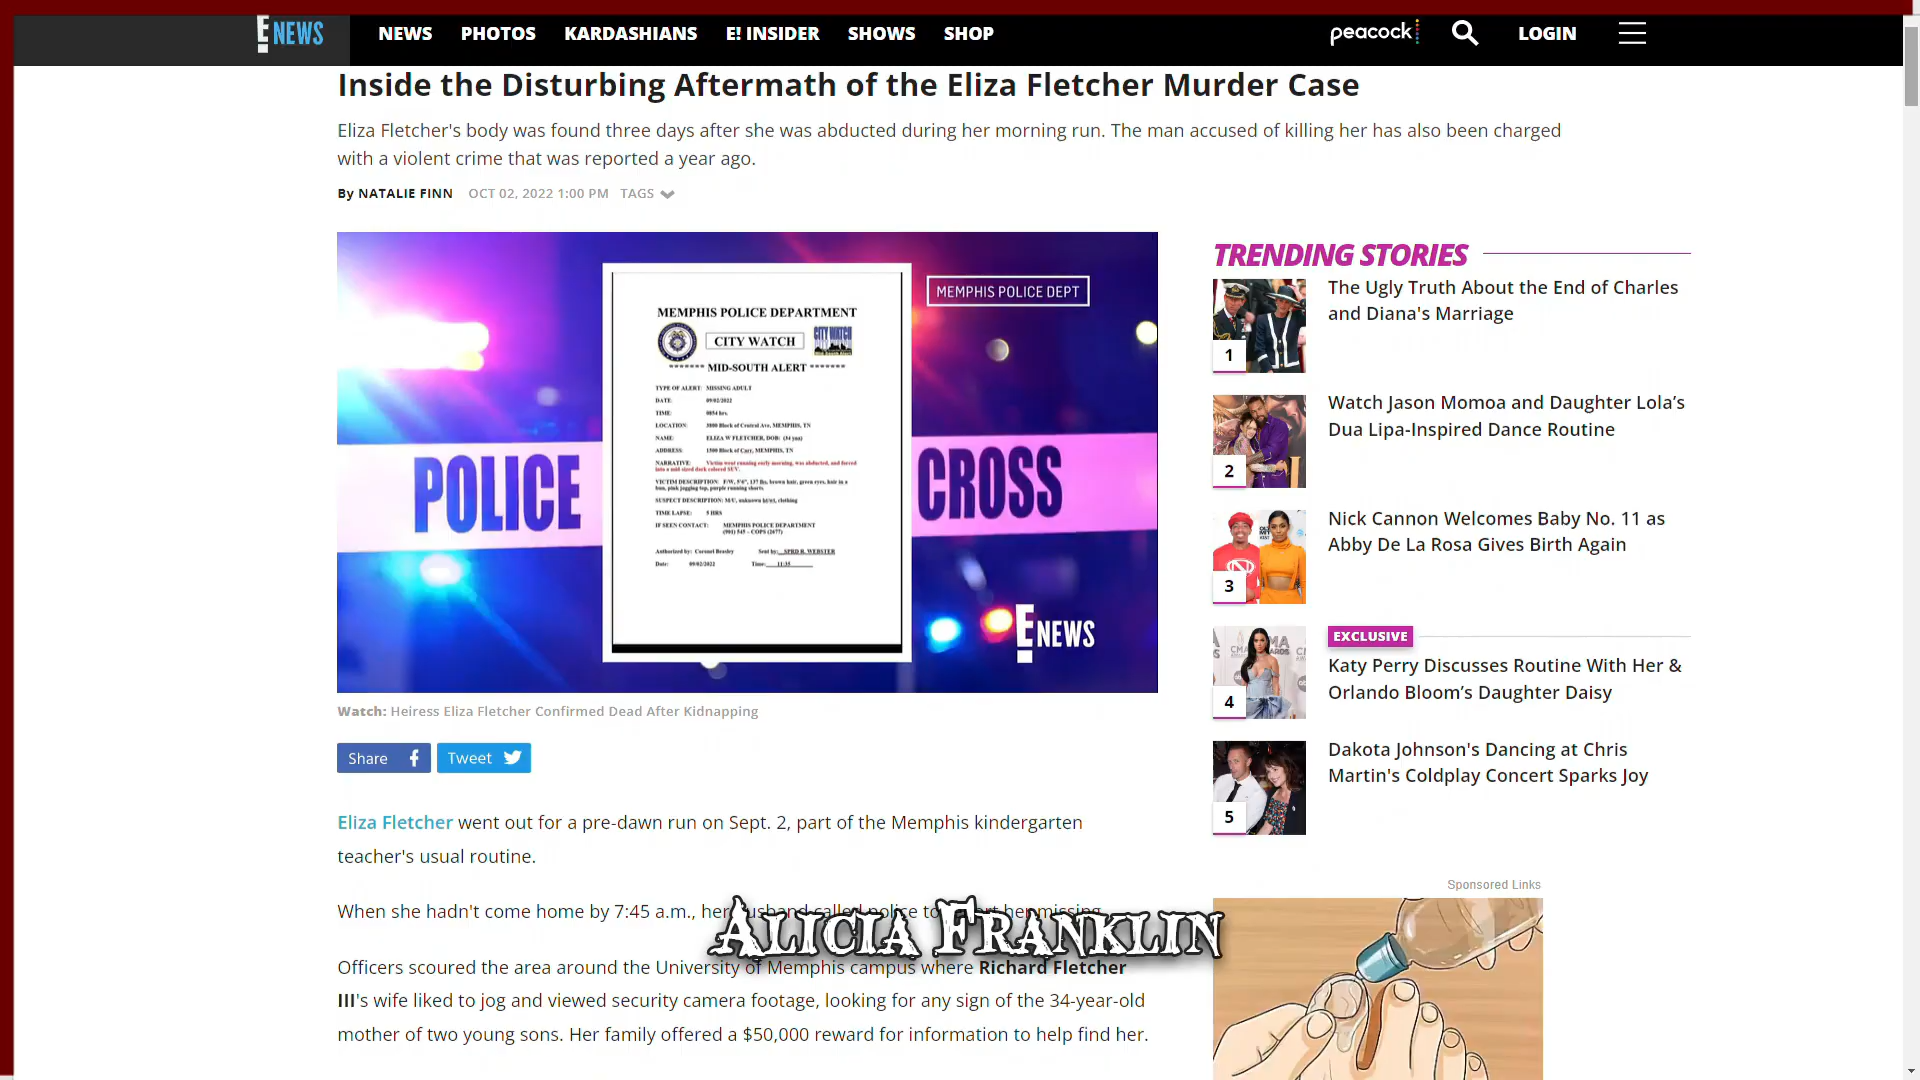 E! NEWS
NEWS PHOTOS KARDASHIANS E! INSIDER SHOWS SHOP peacock LOGIN
Inside the Disturbing Aftermath of the Eliza Fletcher Murder Case
Eliza Fletcher's body was found three days after she was abducted during her morning run. The man accused of killing her has also been charged
with a violent crime that was reported a year ago.
By NATALIE FINN OCT 02, 2022 1:00 PM TAGS
MEMPHIS POLICE DEPT
POLICE
CROSS
MEMPHIS POLICE DEPARTMENT
CITY WATCH
CITY WATCH
------- MID-SOUTH ALERT -------
TYPE OF ALERT: MISSING ADULT
DATE: 09/02/2022
TIME: 0854 hrs.
LOCATION: 3800 Block of Central Ave, MEMPHIS, TN
NAME: ELIZA W FLETCHER, DOB: (34 yoa)
ADDRESS: 1500 Block of Carr, MEMPHIS, TN
NARRATIVE: Victim went running early morning, was abducted, and forced
into a mid sized dark colored SUV.
VICTIM DESCRIPTION: F/W, 5'6", 137 lbs, brown hair, green eyes, hair in a
bun, pink jogging top, purple running shorts
SUSPECT DESCRIPTION: M/U, unknown clothing
TIME LAPSE: 5 HRS
IF SEEN CONTACT: MEMPHIS POLICE DEPARTMENT
(901) 545 – COPS (2677)
Authorized by: Coronel Beasley Sent by: SPRD R. WEBSTER
Date: 09/02/2022 Time: 11:35
E! NEWS
Watch: Heiress Eliza Fletcher Confirmed Dead After Kidnapping
Share Tweet
Eliza Fletcher went out for a pre-dawn run on Sept. 2, part of the Memphis kindergarten
teacher's usual routine.
When she hadn't come home by 7:45 a.m., her husband called police to report her missing.
Alicia Franklin
Officers scoured the area around the University of Memphis campus where Richard Fletcher
III's wife liked to jog and viewed security camera footage, looking for any sign of the 34-year-old
mother of two young sons. Her family offered a $50,000 reward for information to help find her.
TRENDING STORIES
1
The Ugly Truth About the End of Charles
and Diana's Marriage
2
Watch Jason Momoa and Daughter Lola's
Dua Lipa-Inspired Dance Routine
3
Nick Cannon Welcomes Baby No. 11 as
Abby De La Rosa Gives Birth Again
4
EXCLUSIVE
Katy Perry Discusses Routine With Her &
Orlando Bloom's Daughter Daisy
5
Dakota Johnson's Dancing at Chris
Martin's Coldplay Concert Sparks Joy
Sponsored Links